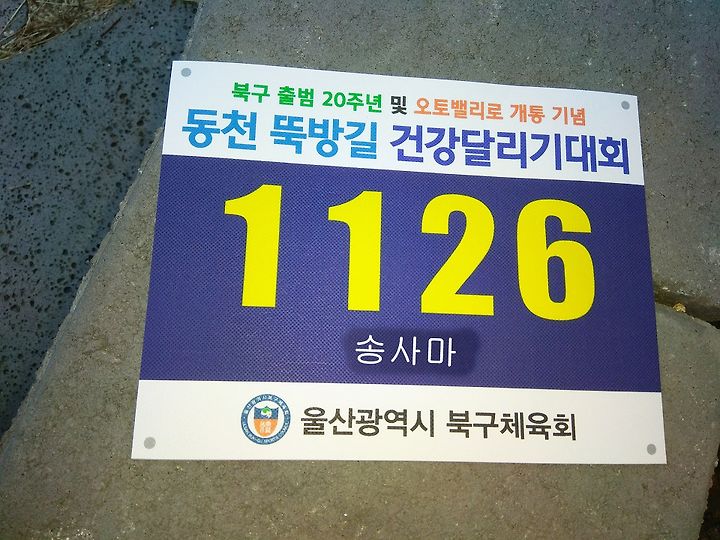 북구 출범 20주년 및 오토밸리로 개통 기념
동천 뚝방길 건강달리기대회
1126
송사마
울산광역시 북구체육회